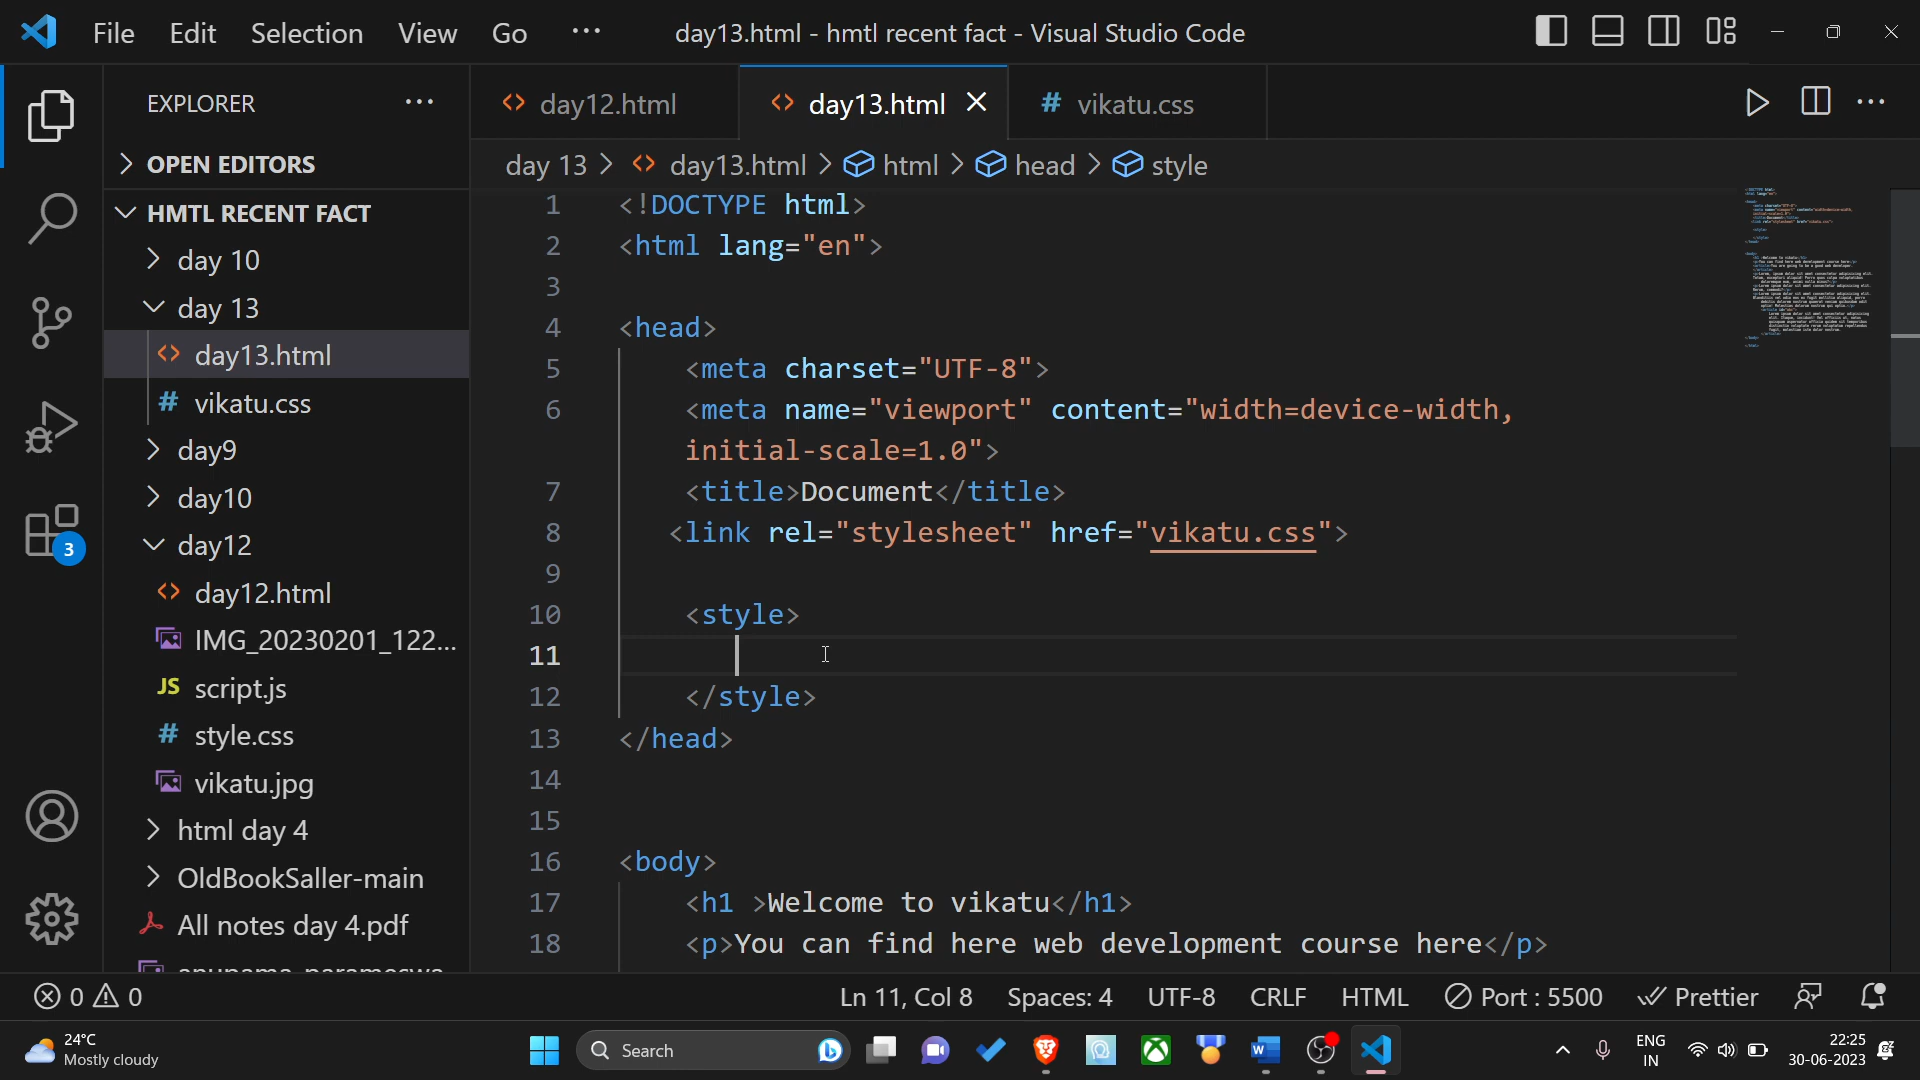 File Edit Selection View Go ··· day13.html - hmtl recent fact - Visual Studio Code
EXPLORER ···
OPEN EDITORS
HMTL RECENT FACT
day 10
day 13
day13.html
vikatu.css
day9
day10
day12
day12.html
IMG_20230201_122...
JS script.js
# style.css
vikatu.jpg
html day 4
OldBookSaller-main
All notes day 4.pdf
3
<> day12.html <> day13.html # vikatu.css
day 13 > <> day13.html > html > head > style
1 <!DOCTYPE html>
2 <html lang="en">
3
4 <head>
5 <meta charset="UTF-8">
6 <meta name="viewport" content="width=device-width,
initial-scale=1.0">
7 <title>Document</title>
8 <link rel="stylesheet" href="vikatu.css">
9
10 <style>
11
12 </style>
13 </head>
14
15
16 <body>
17 <h1 >Welcome to vikatu</h1>
18 <p>You can find here web development course here</p>
0 0 Ln 11, Col 8 Spaces: 4 UTF-8 CRLF HTML Port : 5500 Prettier
24°C
Mostly cloudy
Search
ENG
IN
22:25
30-06-2023